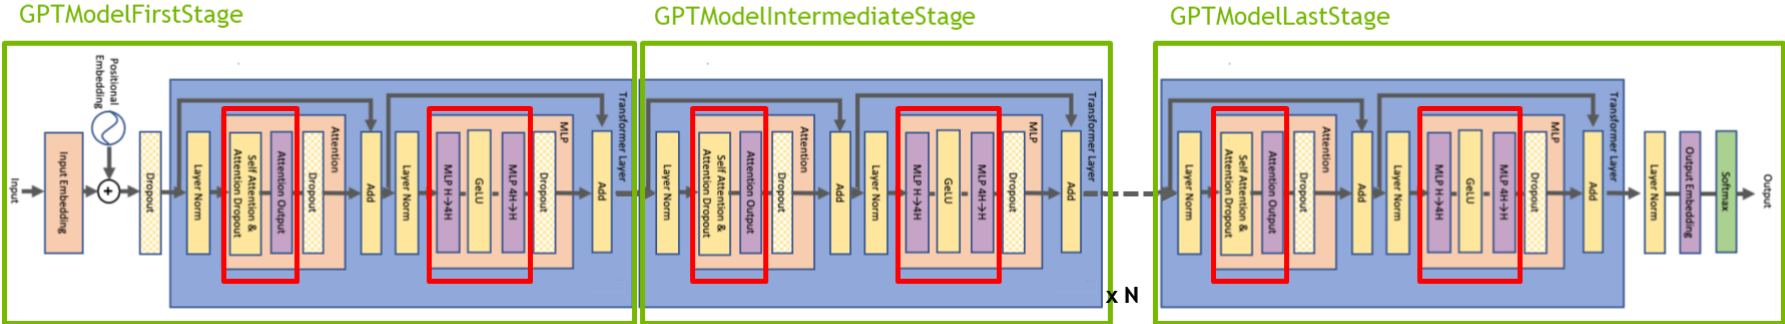 GPTModelFirstStage
Input
Input Embedding
Positional
Embedding
+
Dropout
Layer Norm
Self Attention &
Attention Dropout
Attention Output
Dropout
Attention
Add
Layer Norm
MLP H→4H
GeLU
MLP 4H→H
Dropout
MLP
Add
Transformer Layer
GPTModelIntermediateStage
Layer Norm
Self Attention &
Attention Dropout
Attention Output
Dropout
Attention
Add
Layer Norm
MLP H→4H
GeLU
MLP 4H→H
Dropout
MLP
Add
Transformer Layer
x N
GPTModelLastStage
Layer Norm
Self Attention &
Attention Dropout
Attention Output
Dropout
Attention
Add
Layer Norm
MLP H→4H
GeLU
MLP 4H→H
Dropout
MLP
Add
Transformer Layer
Layer Norm
Output Embedding
Softmax
Output